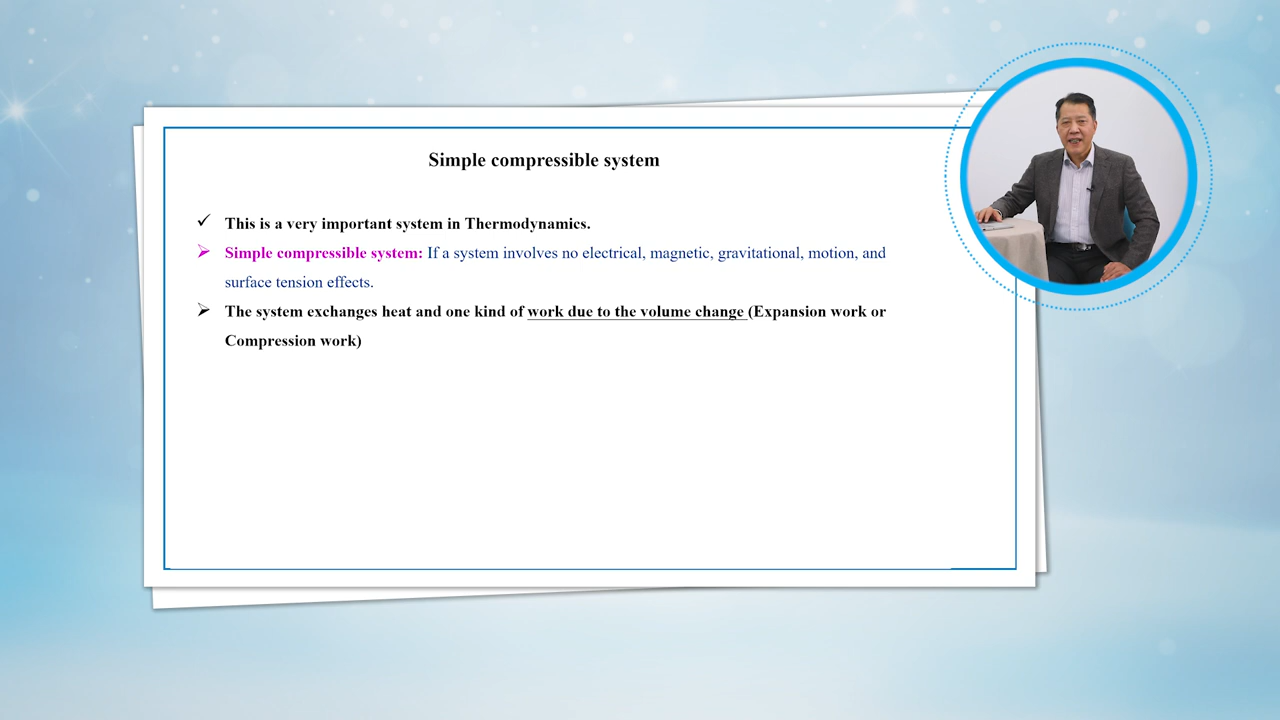 Simple compressible system
✓ This is a very important system in Thermodynamics.
➢ Simple compressible system: If a system involves no electrical, magnetic, gravitational, motion, and
surface tension effects.
➢ The system exchanges heat and one kind of work due to the volume change (Expansion work or
Compression work)